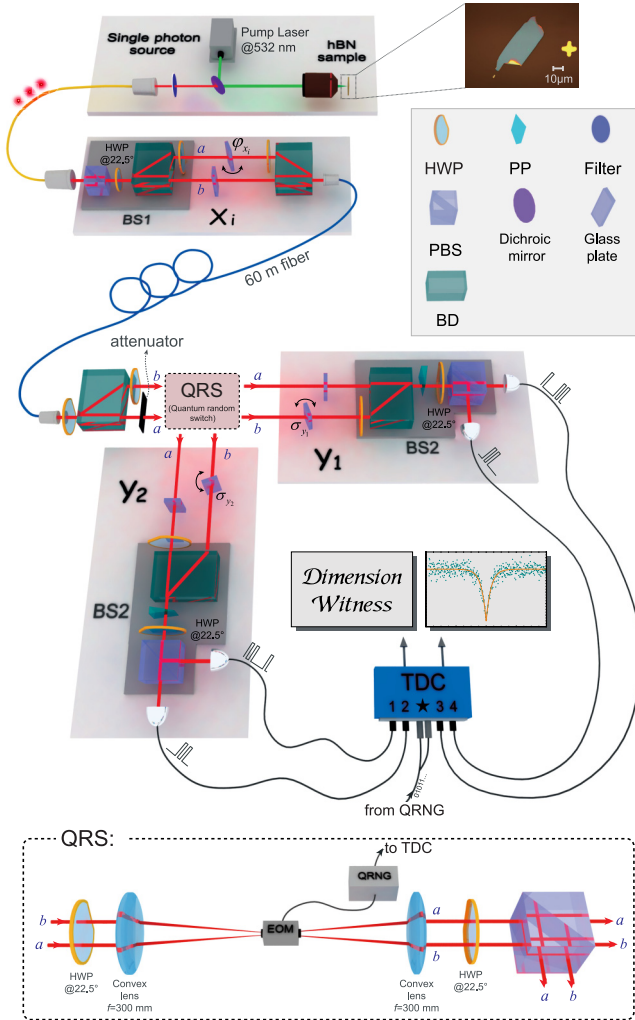 Single photon
source
Pump Laser
@532 nm
hBN
sample
10μm
HWP
@22.5°
a
b
φxᵢ
BS1
Xᵢ
60 m fiber
HWP
PP
Filter
PBS
Dichroic
mirror
Glass
plate
BD
attenuator
b
a
QRS
(Quantum random
switch)
a
b
a
b
σy₁
Y₁
HWP
@22.5°
BS2
Y₂
σy₂
BS2
HWP
@22.5°
Dimension
Witness
TDC
1 2 ★ 3 4
01011...
from QRNG
QRS:
to TDC
QRNG
EOM
b
a
a
b
a
b
a
b
HWP
@22.5°
Convex
lens
f=300 mm
Convex
lens
f=300 mm
HWP
@22.5°